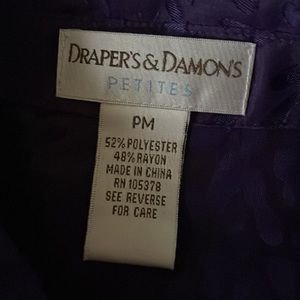 DRAPER'S & DAMON'S
PETITES
PM
52% POLYESTER
48% RAYON
MADE IN CHINA
RN 105378
SEE REVERSE
FOR CARE